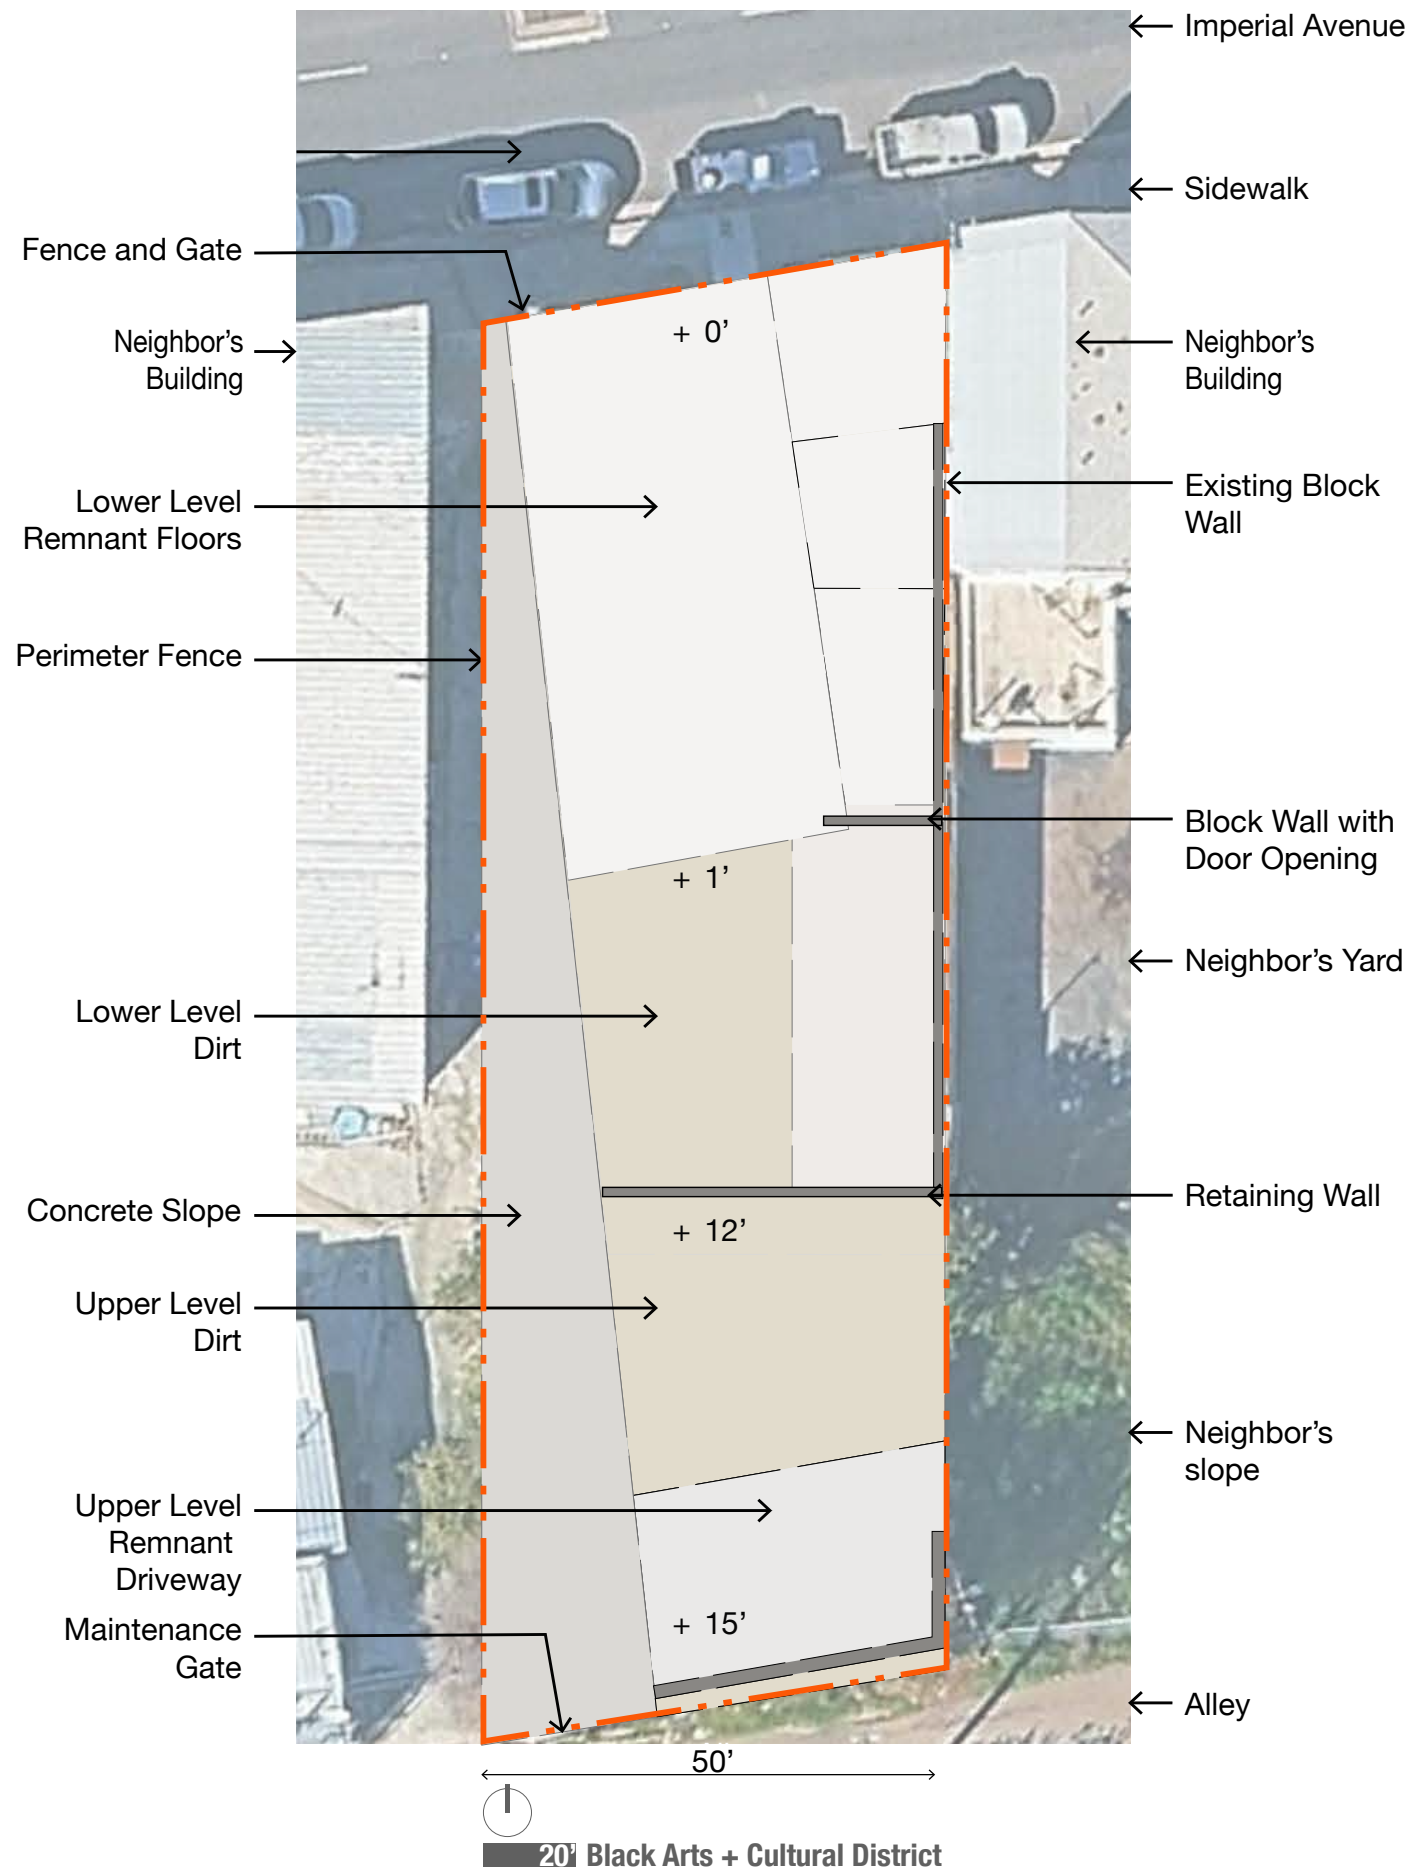 Imperial Avenue
Sidewalk
Fence and Gate
+ 0’
Neighbor’s
Building
Neighbor’s
Building
Lower Level
Remnant Floors
Existing Block
Wall
Perimeter Fence
Block Wall with
Door Opening
+ 1’
Neighbor’s Yard
Lower Level
Dirt
Retaining Wall
Concrete Slope
+ 12’
Upper Level
Dirt
Neighbor’s
slope
Upper Level
Remnant
Driveway
+ 15’
Maintenance
Gate
Alley
50’
20’ Black Arts + Cultural District